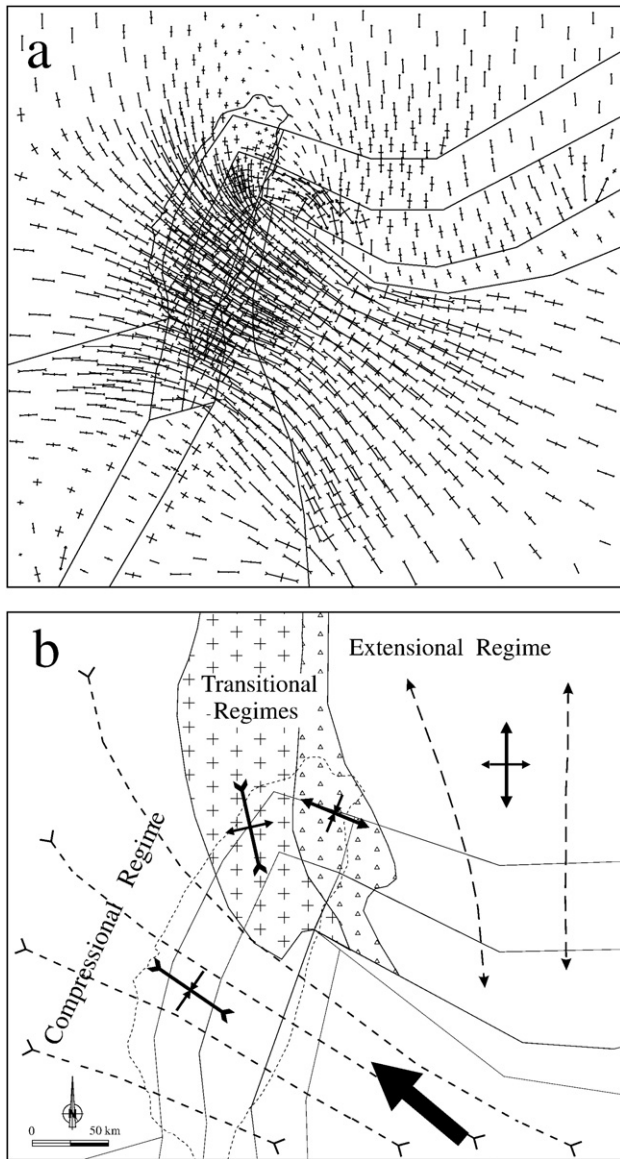 a
b
Extensional Regime
Transitional
Regimes
Compressional Regime
N
0 50 km